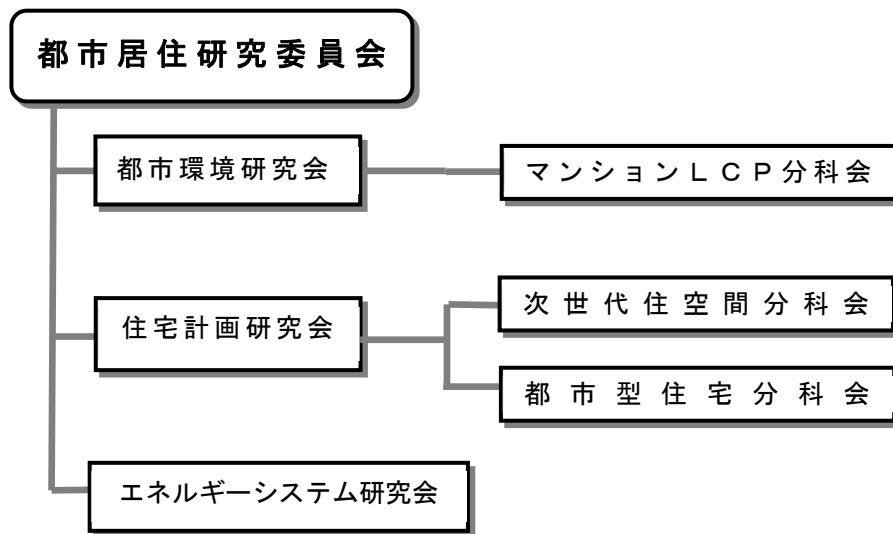 都市居住研究委員会
都市環境研究会
マンションＬＣＰ分科会
住宅計画研究会
次世代住空間分科会
都市型住宅分科会
エネルギーシステム研究会